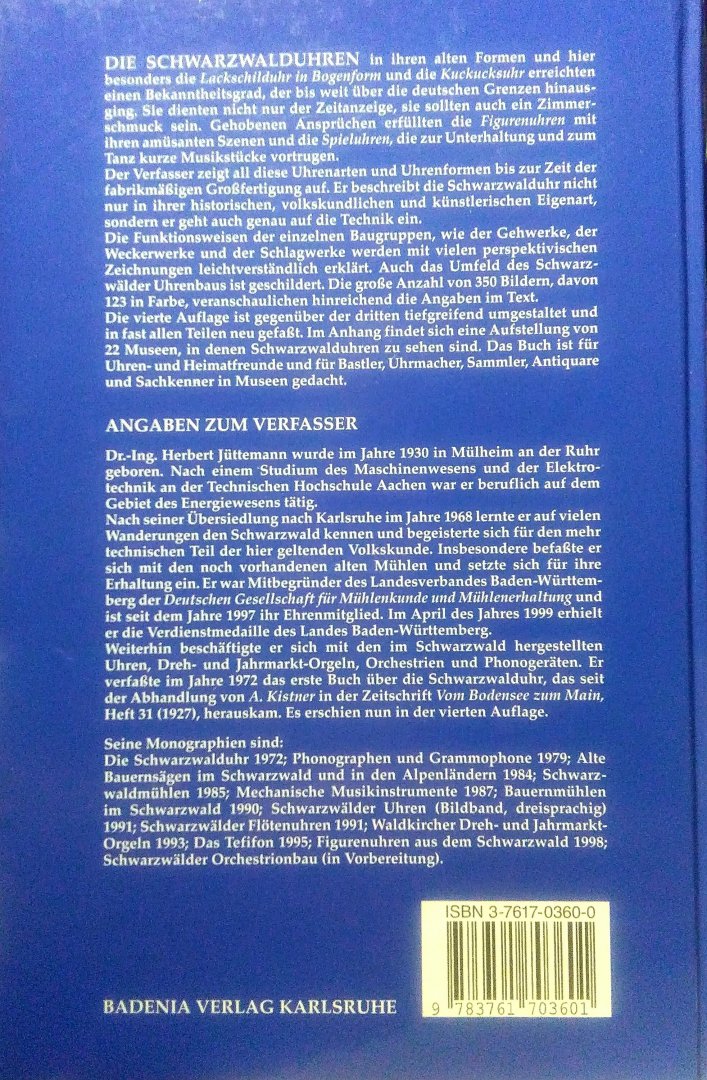 DIE SCHWARZWALDUHREN in ihren alten Formen und hier
besonders die Lackschilduhr in Bogenform und die Kuckucksuhr erreichten
einen Bekanntheitsgrad, der bis weit über die deutschen Grenzen hinaus-
ging. Sie dienten nicht nur der Zeitanzeige, sie sollten auch ein Zimmer-
schmuck sein. Gehobenen Ansprüchen erfüllten die Figurenuhren mit
ihren amüsanten Szenen und die Spieluhren, die zur Unterhaltung und zum
Tanz kurze Musikstücke vortrugen.
Der Verfasser zeigt all diese Uhrenarten und Uhrenformen bis zur Zeit der
fabrikmäßigen Großfertigung auf. Er beschreibt die Schwarzwalduhr nicht
nur in ihrer historischen, volkskundlichen und künstlerischen Eigenart,
sondern er geht auch genau auf die Technik ein.
Die Funktionsweisen der einzelnen Baugruppen, wie der Gehwerke, der
Weckerwerke und der Schlagwerke werden mit vielen perspektivischen
Zeichnungen leichtverständlich erklärt. Auch das Umfeld des Schwarz-
wälder Uhrenbaus ist geschildert. Die große Anzahl von 350 Bildern, davon
123 in Farbe, veranschaulichen hinreichend die Angaben im Text.
Die vierte Auflage ist gegenüber der dritten tiefgreifend umgestaltet und
in fast allen Teilen neu gefaßt. Im Anhang findet sich eine Aufstellung von
22 Museen, in denen Schwarzwalduhren zu sehen sind. Das Buch ist für
Uhren- und Heimatfreunde und für Bastler, Uhrmacher, Sammler, Antiquare
und Sachkenner in Museen gedacht.
ANGABEN ZUM VERFASSER
Dr.-Ing. Herbert Jüttemann wurde im Jahre 1930 in Mülheim an der Ruhr
geboren. Nach einem Studium des Maschinenwesens und der Elektro-
technik an der Technischen Hochschule Aachen war er beruflich auf dem
Gebiet des Energiewesens tätig.
Nach seiner Übersiedlung nach Karlsruhe im Jahre 1968 lernte er auf vielen
Wanderungen den Schwarzwald kennen und begeisterte sich für den mehr
technischen Teil der hier geltenden Volkskunde. Insbesondere befaßte er
sich mit den noch vorhandenen alten Mühlen und setzte sich für ihre
Erhaltung ein. Er war Mitbegründer des Landesverbandes Baden-Württem-
berg der Deutschen Gesellschaft für Mühlenkunde und Mühlenerhaltung und
ist seit dem Jahre 1997 ihr Ehrenmitglied. Im April des Jahres 1999 erhielt
er die Verdienstmedaille des Landes Baden-Württemberg.
Weiterhin beschäftigte er sich mit den im Schwarzwald hergestellten
Uhren, Dreh- und Jahrmarkt-Orgeln, Orchestrien und Phonogeräten. Er
verfaßte im Jahre 1972 das erste Buch über die Schwarzwalduhr, das seit
der Abhandlung von A. Kistner in der Zeitschrift Vom Bodensee zum Main,
Heft 31 (1927), herauskam. Es erschien nun in der vierten Auflage.
Seine Monographien sind:
Die Schwarzwalduhr 1972; Phonographen und Grammophone 1979; Alte
Bauernsägen im Schwarzwald und in den Alpenländern 1984; Schwarz-
waldmühlen 1985; Mechanische Musikinstrumente 1987; Bauernmühlen
im Schwarzwald 1990; Schwarzwälder Uhren (Bildband, dreisprachig)
1991; Schwarzwälder Flötenuhren 1991; Waldkircher Dreh- und Jahrmarkt-
Orgeln 1993; Das Tefifon 1995; Figurenuhren aus dem Schwarzwald 1998;
Schwarzwälder Orchestrionbau (in Vorbereitung).
ISBN 3-7617-0360-0
9 783761 703601
BADENIA VERLAG KARLSRUHE